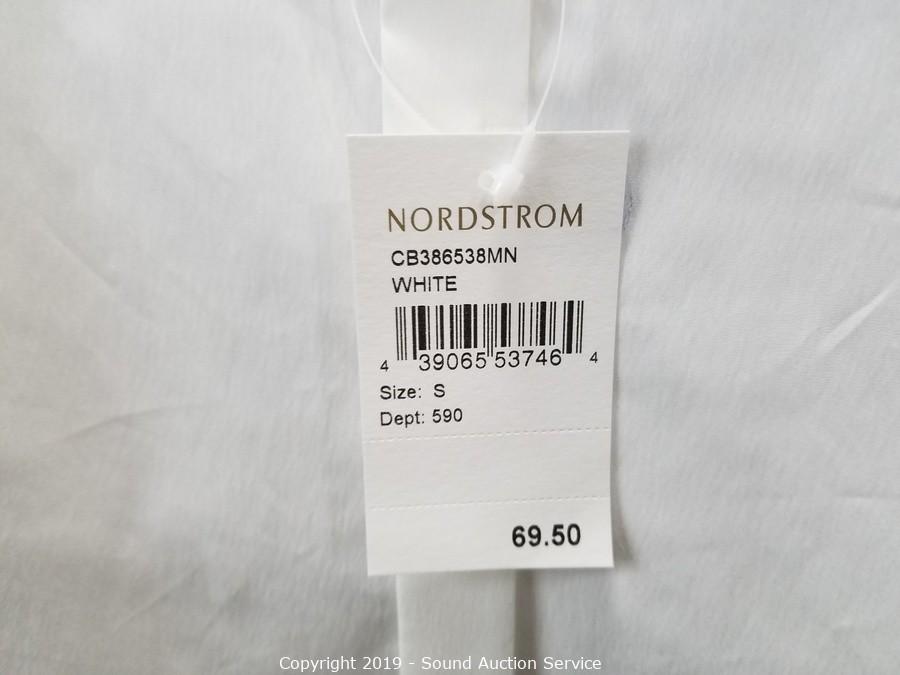 NORDSTROM
CB386538MN
WHITE
4 39065 53746 4
Size: S
Dept: 590
69.50
Copyright 2019 - Sound Auction Service